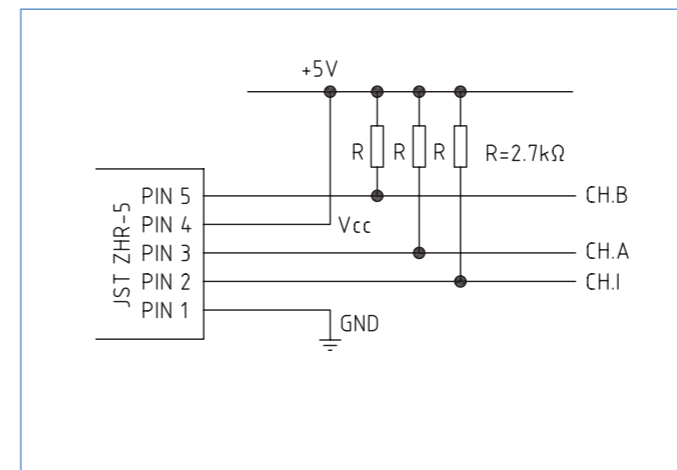 +5V
R R R R=2.7kΩ
JST ZHR-5
PIN 5 CH.B
PIN 4 Vcc
PIN 3 CH.A
PIN 2 CH.I
PIN 1 GND